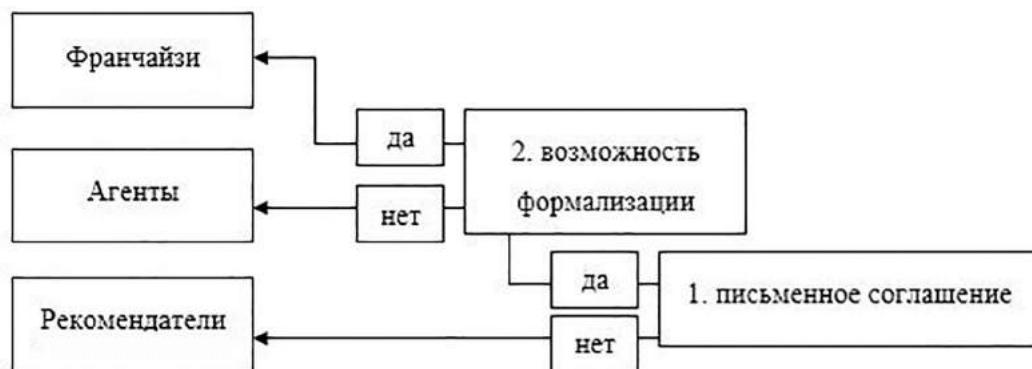 Франчайзи
да
2. возможность
формализации
Агенты
нет
да
1. письменное соглашение
Рекомендатели
нет